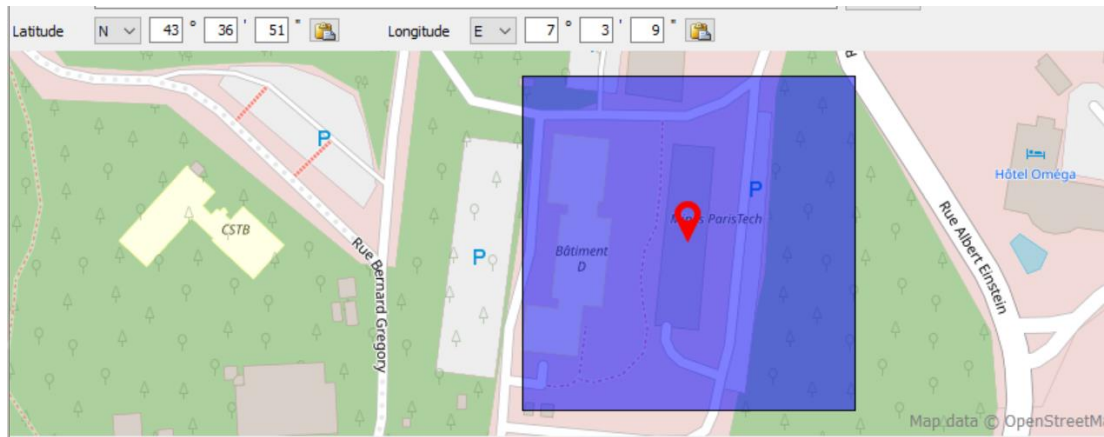 Latitude N 43 ° 36 ' 51 " Longitude E 7 ° 3 ' 9 "
P
P
Hôtel Oméga
CSTB
Mines ParisTech
Rue Bernard Gregory
Bâtiment
D
P
Rue Albert Einstein
Map data © OpenStreetMa